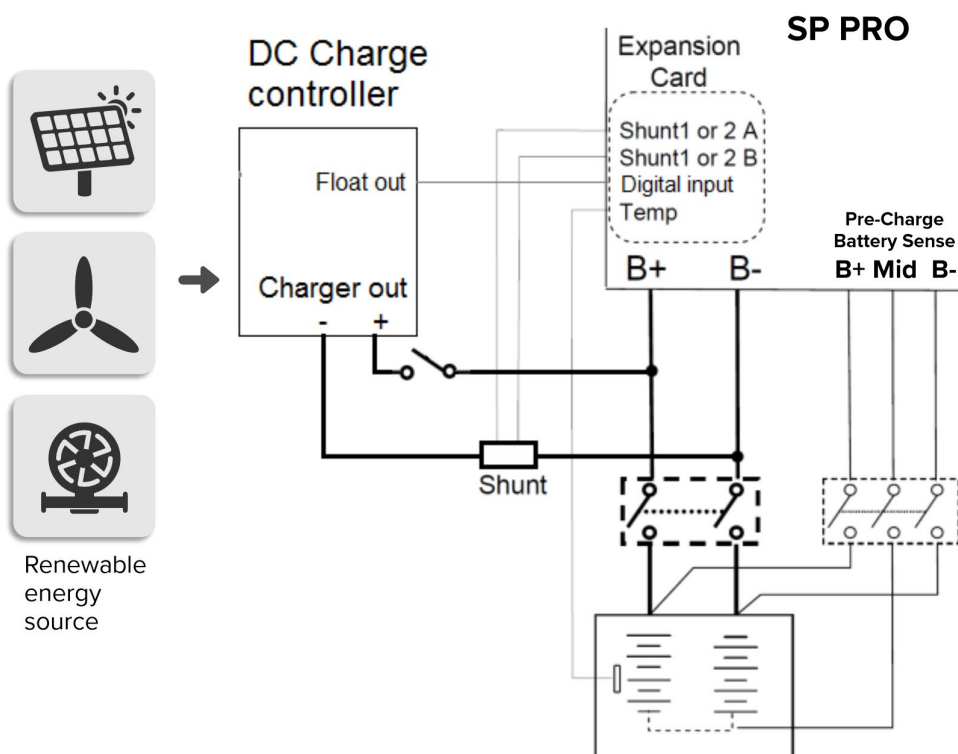 SP PRO
DC Charge
controller
Expansion
Card
Shunt1 or 2 A
Shunt1 or 2 B
Digital input
Temp
Float out
Pre-Charge
Battery Sense
B+ Mid B-
B+ B-
Charger out
- +
Shunt
Renewable
energy
source